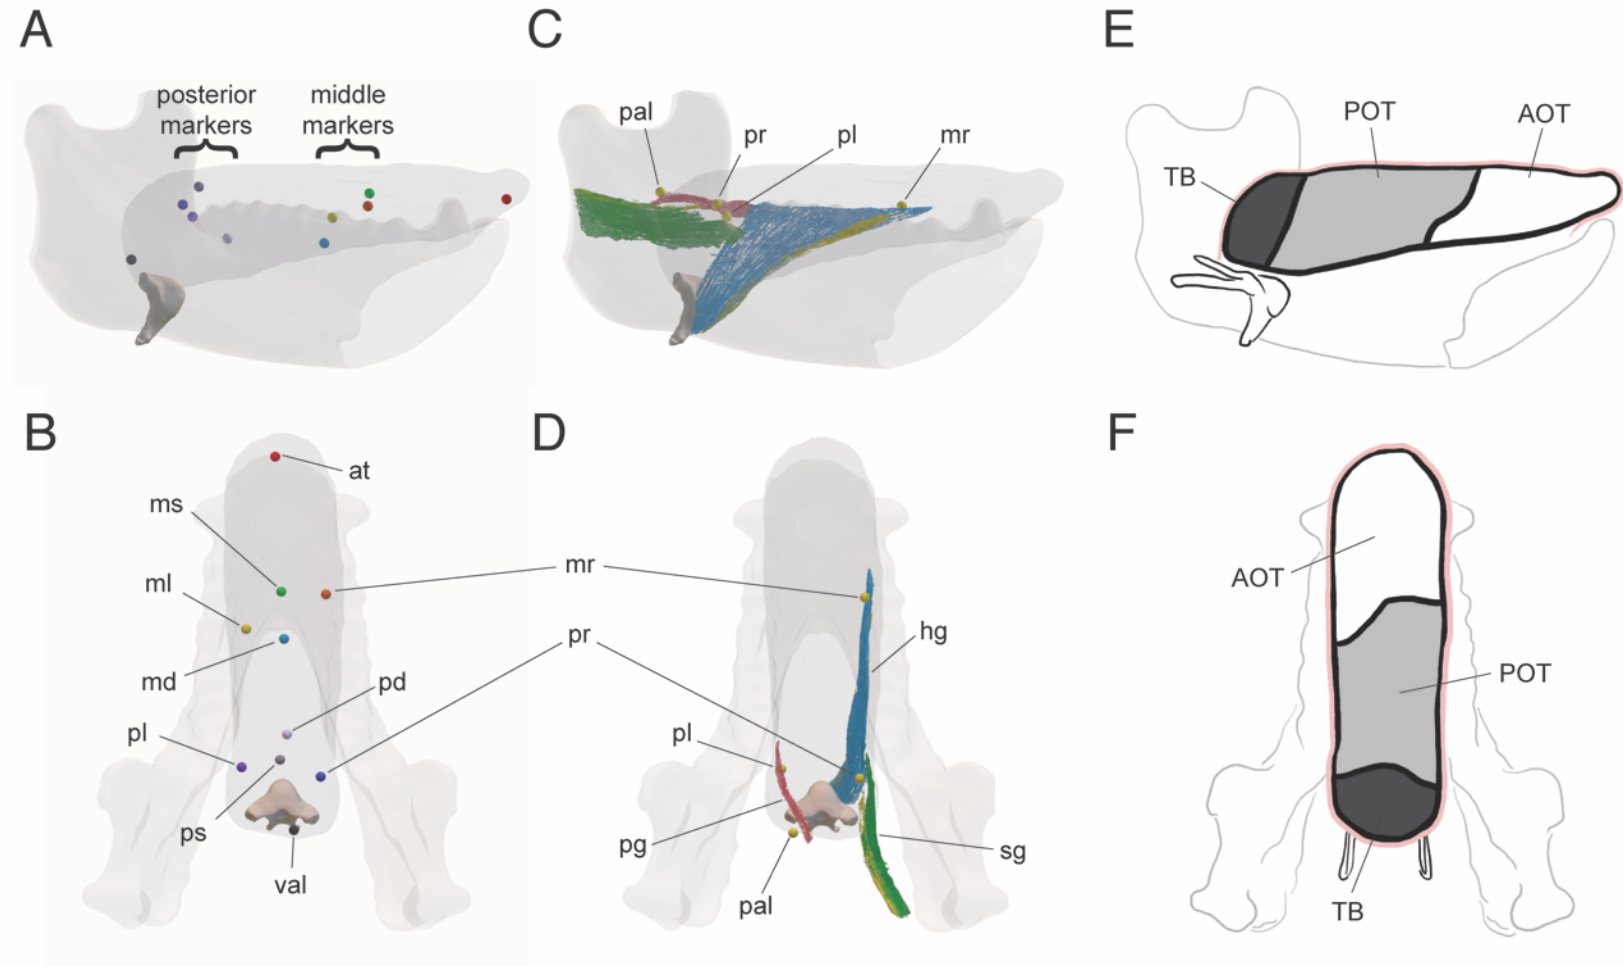 A
C
E
posterior
markers
middle
markers
pal
pr
pl
mr
POT
AOT
TB
B
D
F
at
ms
ml
md
pl
ps
val
pd
mr
pr
hg
pl
pg
pal
sg
AOT
POT
TB